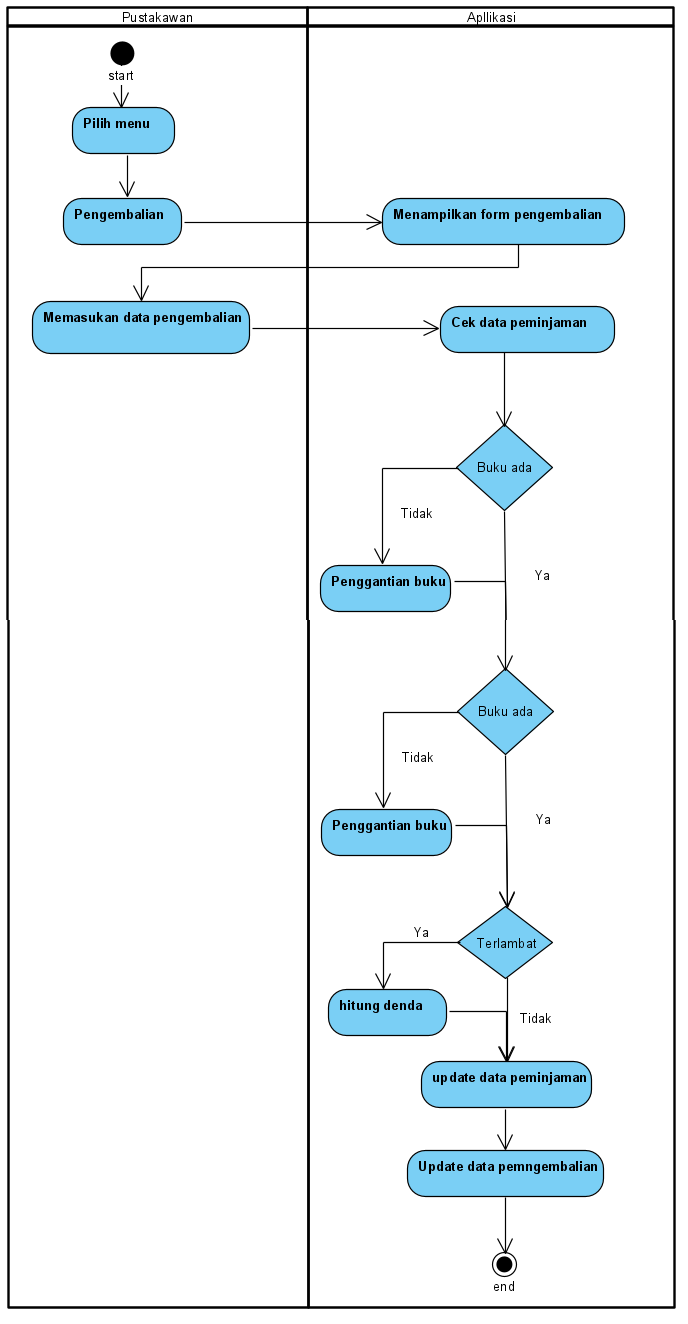 Pustakawan
Apllikasi
start
Pilih menu
Pengembalian
Menampilkan form pengembalian
Memasukan data pengembalian
Cek data peminjaman
Buku ada
Tidak
Ya
Penggantian buku
Buku ada
Tidak
Ya
Penggantian buku
Ya
Terlambat
hitung denda
Tidak
update data peminjaman
Update data pemngembalian
end